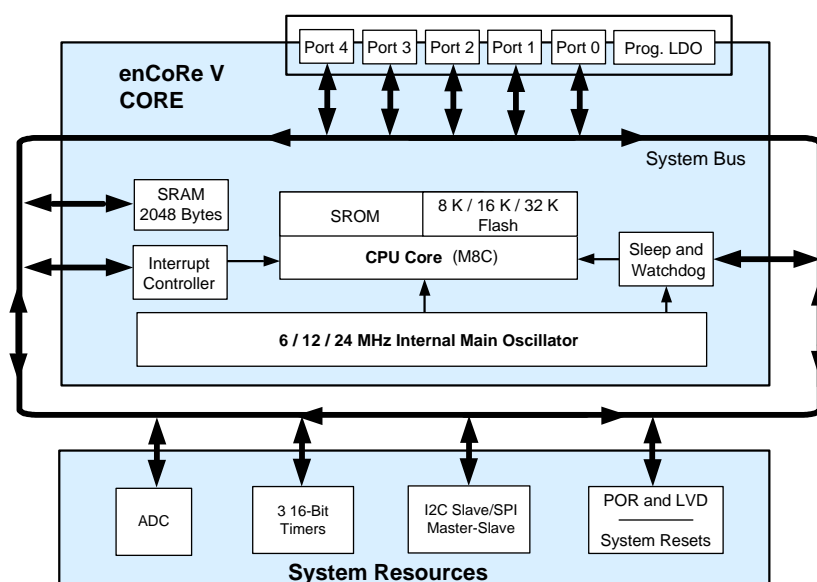 Port 4 Port 3 Port 2 Port 1 Port 0 Prog. LDO
enCoRe V
CORE
System Bus
SRAM
2048 Bytes
SROM
8 K / 16 K / 32 K
Flash
CPU Core (M8C)
Interrupt
Controller
Sleep and
Watchdog
6 / 12 / 24 MHz Internal Main Oscillator
ADC
3 16-Bit
Timers
I2C Slave/SPI
Master-Slave
POR and LVD
System Resets
System Resources